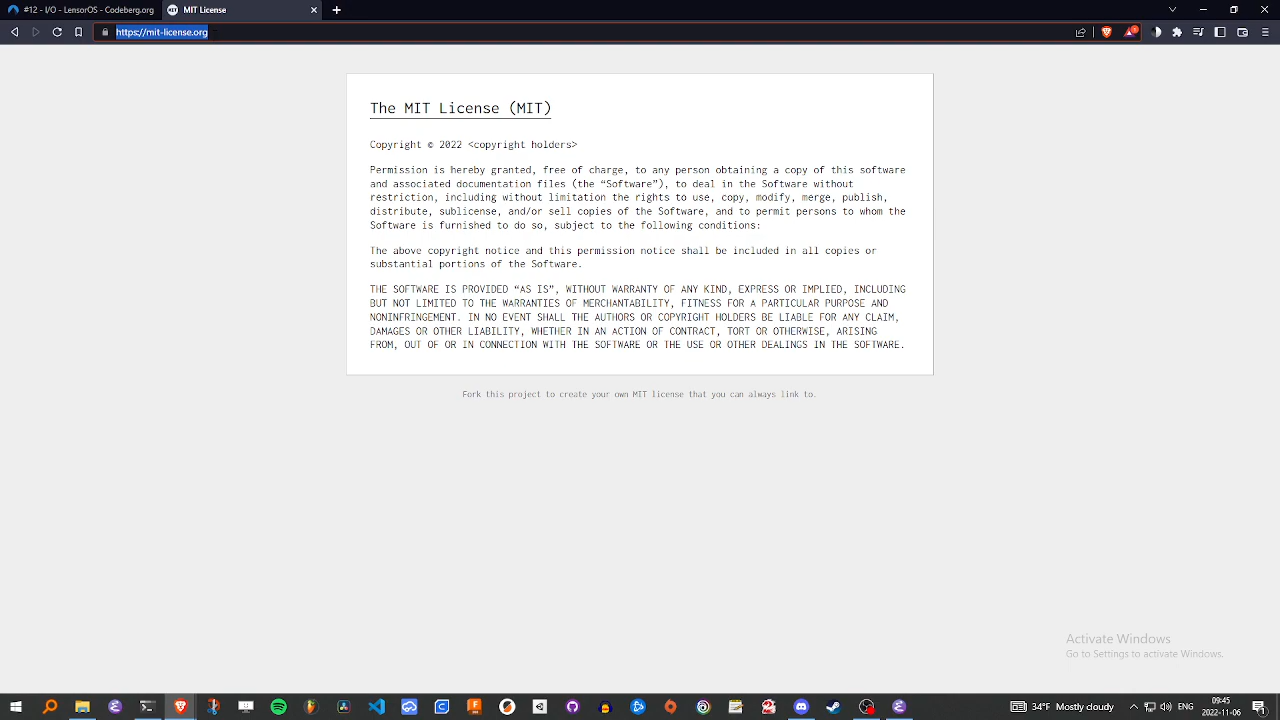 #12 - I/O - LensorOS - Codeberg.org
MIT License
https://mit-license.org
The MIT License (MIT)
Copyright © 2022 <copyright holders>
Permission is hereby granted, free of charge, to any person obtaining a copy of this software
and associated documentation files (the “Software”), to deal in the Software without
restriction, including without limitation the rights to use, copy, modify, merge, publish,
distribute, sublicense, and/or sell copies of the Software, and to permit persons to whom the
Software is furnished to do so, subject to the following conditions:
The above copyright notice and this permission notice shall be included in all copies or
substantial portions of the Software.
THE SOFTWARE IS PROVIDED “AS IS”, WITHOUT WARRANTY OF ANY KIND, EXPRESS OR IMPLIED, INCLUDING
BUT NOT LIMITED TO THE WARRANTIES OF MERCHANTABILITY, FITNESS FOR A PARTICULAR PURPOSE AND
NONINFRINGEMENT. IN NO EVENT SHALL THE AUTHORS OR COPYRIGHT HOLDERS BE LIABLE FOR ANY CLAIM,
DAMAGES OR OTHER LIABILITY, WHETHER IN AN ACTION OF CONTRACT, TORT OR OTHERWISE, ARISING
FROM, OUT OF OR IN CONNECTION WITH THE SOFTWARE OR THE USE OR OTHER DEALINGS IN THE SOFTWARE.
Fork this project to create your own MIT license that you can always link to.
Activate Windows
Go to Settings to activate Windows.
34°F Mostly cloudy
ENG
09:45
2022-11-06